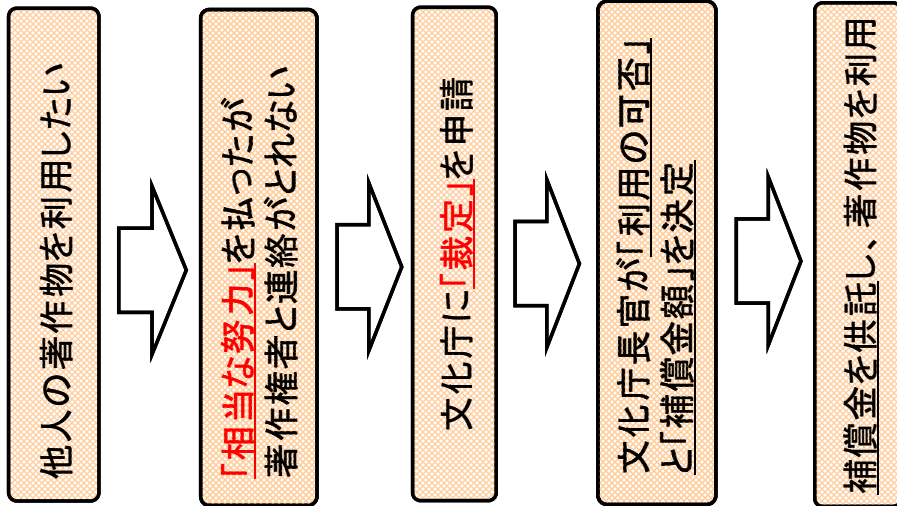 他人の著作物を利用したい
「相当な努力」を払ったが
著作権者と連絡がとれない
文化庁に「裁定」を申請
文化庁長官が「利用の可否」
と「補償金額」を決定
補償金を供託し、著作物を利用